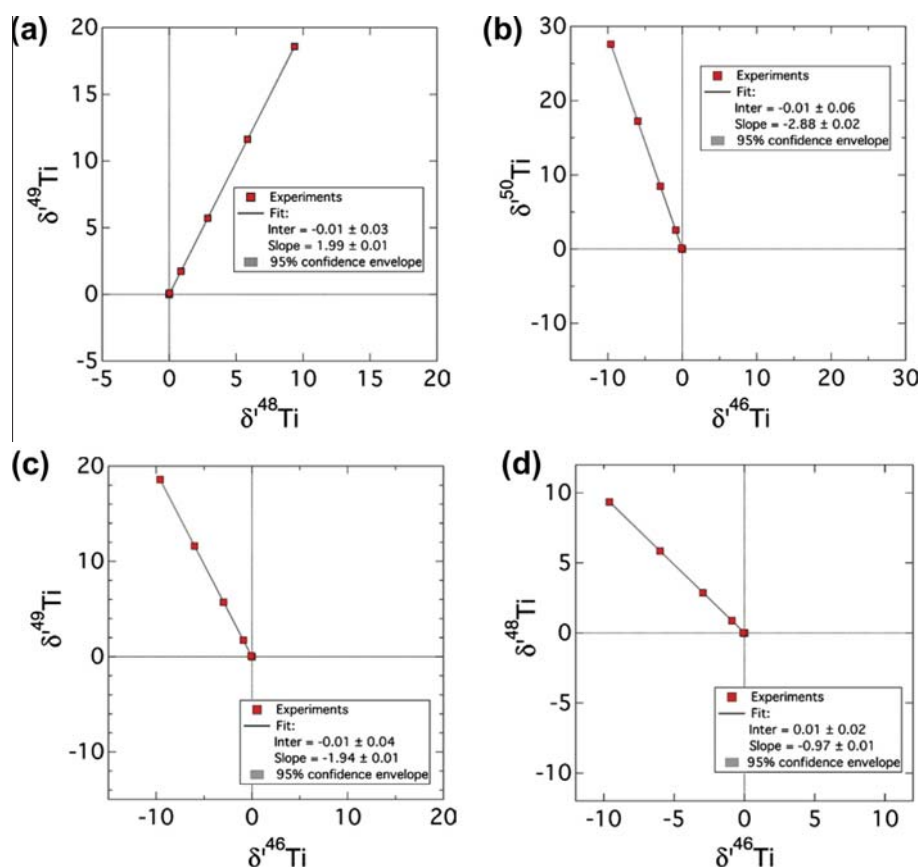 (a)
20
15
10
5
0
-5
δ'⁴⁹Ti
Experiments
Fit:
Inter = -0.01 ± 0.03
Slope = 1.99 ± 0.01
95% confidence envelope
-5 0 5 10 15 20
δ'⁴⁸Ti
(b)
30
20
10
0
-10
δ'⁵⁰Ti
Experiments
Fit:
Inter = -0.01 ± 0.06
Slope = -2.88 ± 0.02
95% confidence envelope
-10 0 10 20 30
δ'⁴⁶Ti
(c)
20
10
0
-10
δ'⁴⁹Ti
Experiments
Fit:
Inter = -0.01 ± 0.04
Slope = -1.94 ± 0.01
95% confidence envelope
-10 0 10 20
δ'⁴⁶Ti
(d)
10
5
0
-5
-10
δ'⁴⁸Ti
Experiments
Fit:
Inter = 0.01 ± 0.02
Slope = -0.97 ± 0.01
95% confidence envelope
-10 -5 0 5 10
δ'⁴⁶Ti